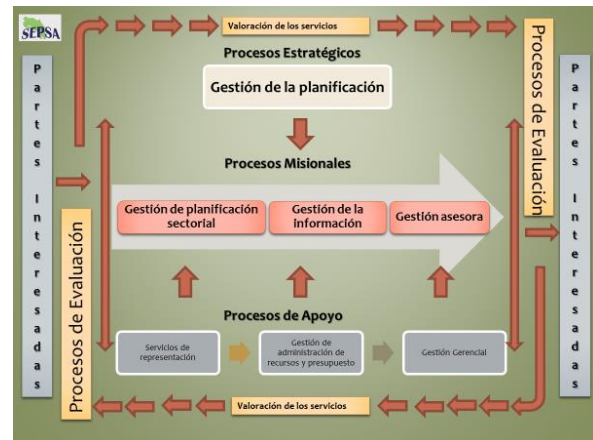 SEPSA
Valoración de los servicios
Procesos Estratégicos
Gestión de la planificación
Partes Interesadas
Procesos de Evaluación
Procesos Misionales
Gestión de planificación
sectorial
Gestión de la
información
Gestión asesora
Procesos de Evaluación
Partes Interesadas
Procesos de Apoyo
Servicios de
representación
Gestión de
administración de
recursos y presupuesto
Gestión Gerencial
Valoración de los servicios